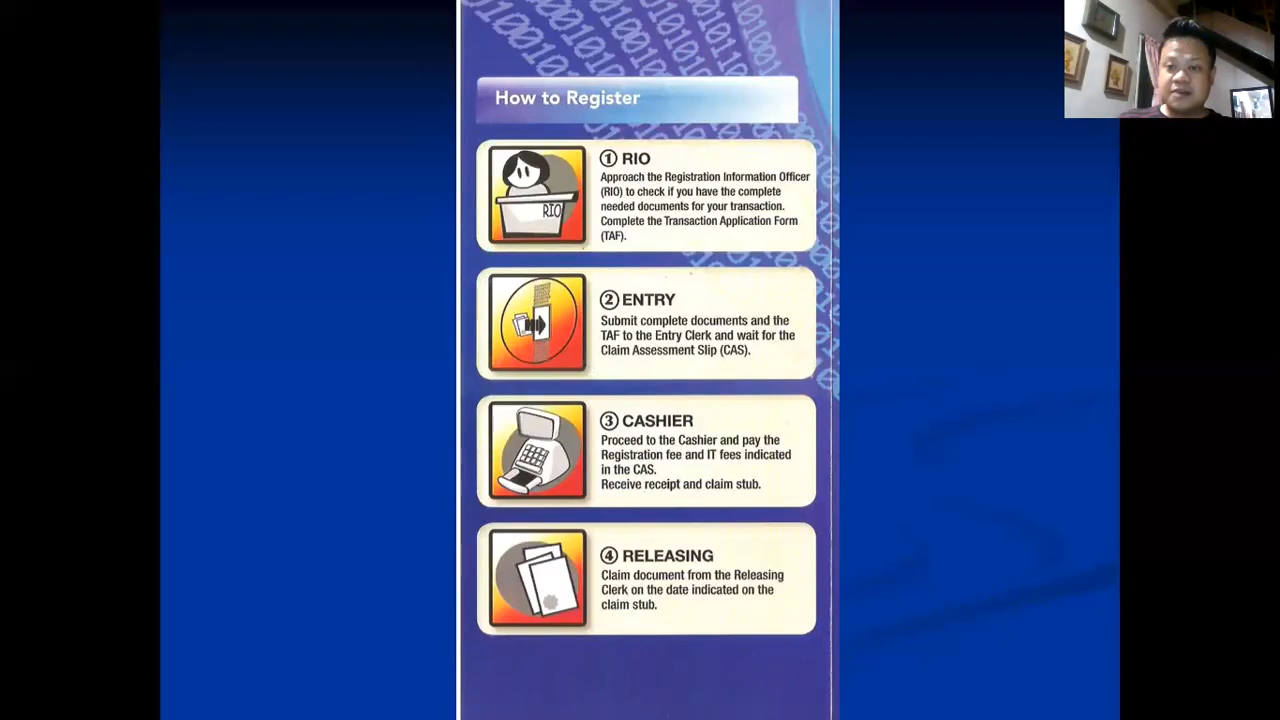 How to Register
① RIO
Approach the Registration Information Officer
(RIO) to check if you have the complete
needed documents for your transaction.
Complete the Transaction Application Form
(TAF).
RIO
② ENTRY
Submit complete documents and the
TAF to the Entry Clerk and wait for the
Claim Assessment Slip (CAS).
③ CASHIER
Proceed to the Cashier and pay the
Registration fee and IT fees indicated
in the CAS.
Receive receipt and claim stub.
④ RELEASING
Claim document from the Releasing
Clerk on the date indicated on the
claim stub.